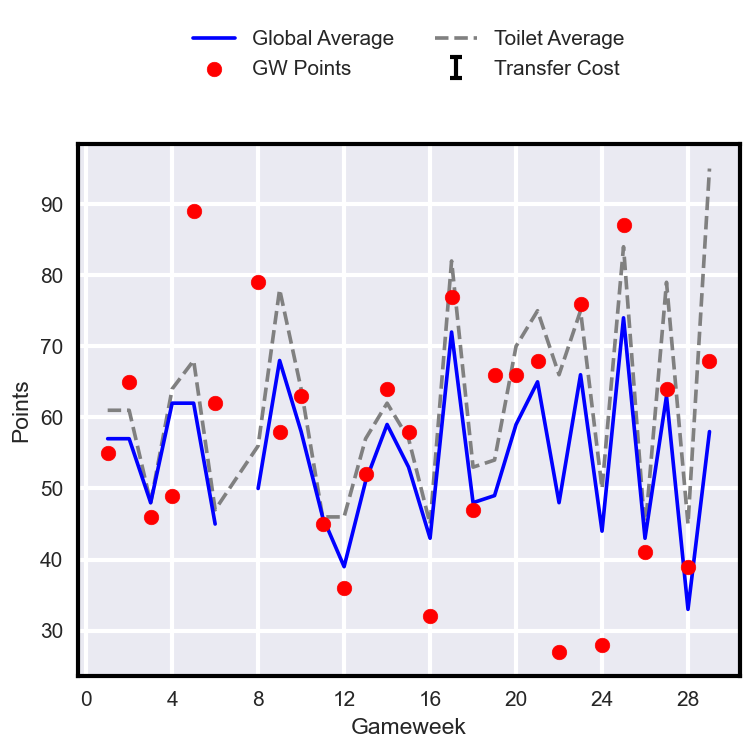 Global Average
GW Points
Toilet Average
Transfer Cost
90
80
70
60
50
40
30
Points
0 4 8 12 16 20 24 28
Gameweek